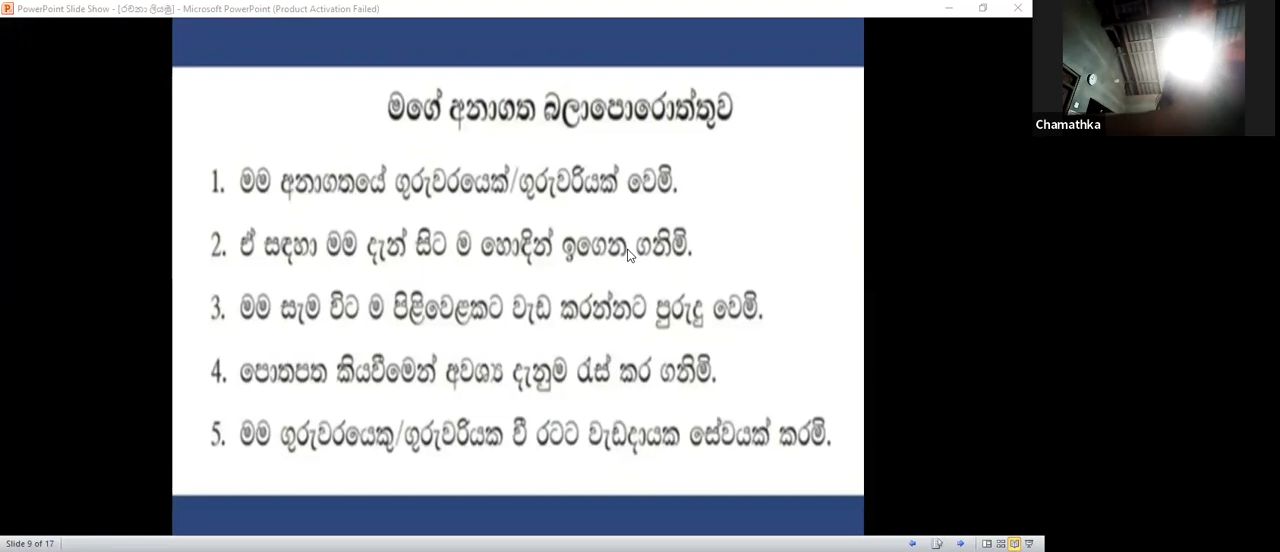 PowerPoint Slide Show - [රචනා ලියමු] - Microsoft PowerPoint (Product Activation Failed)
මගේ අනාගත බලාපොරොත්තුව
1. මම අනාගතයේ ගුරුවරයෙක්/ගුරුවරියක් වෙමි.
2. ඒ සඳහා මම දැන් සිට ම හොඳින් ඉගෙන ගනිමි.
3. මම සැම විට ම පිළිවෙළකට වැඩ කරන්නට පුරුදු වෙමි.
4. පොතපත කියවීමෙන් අවශ්‍ය දැනුම රැස් කර ගනිමි.
5. මම ගුරුවරයෙකු/ගුරුවරියක වී රටට වැඩදායක සේවයක් කරමි.
Chamathka
Slide 9 of 17